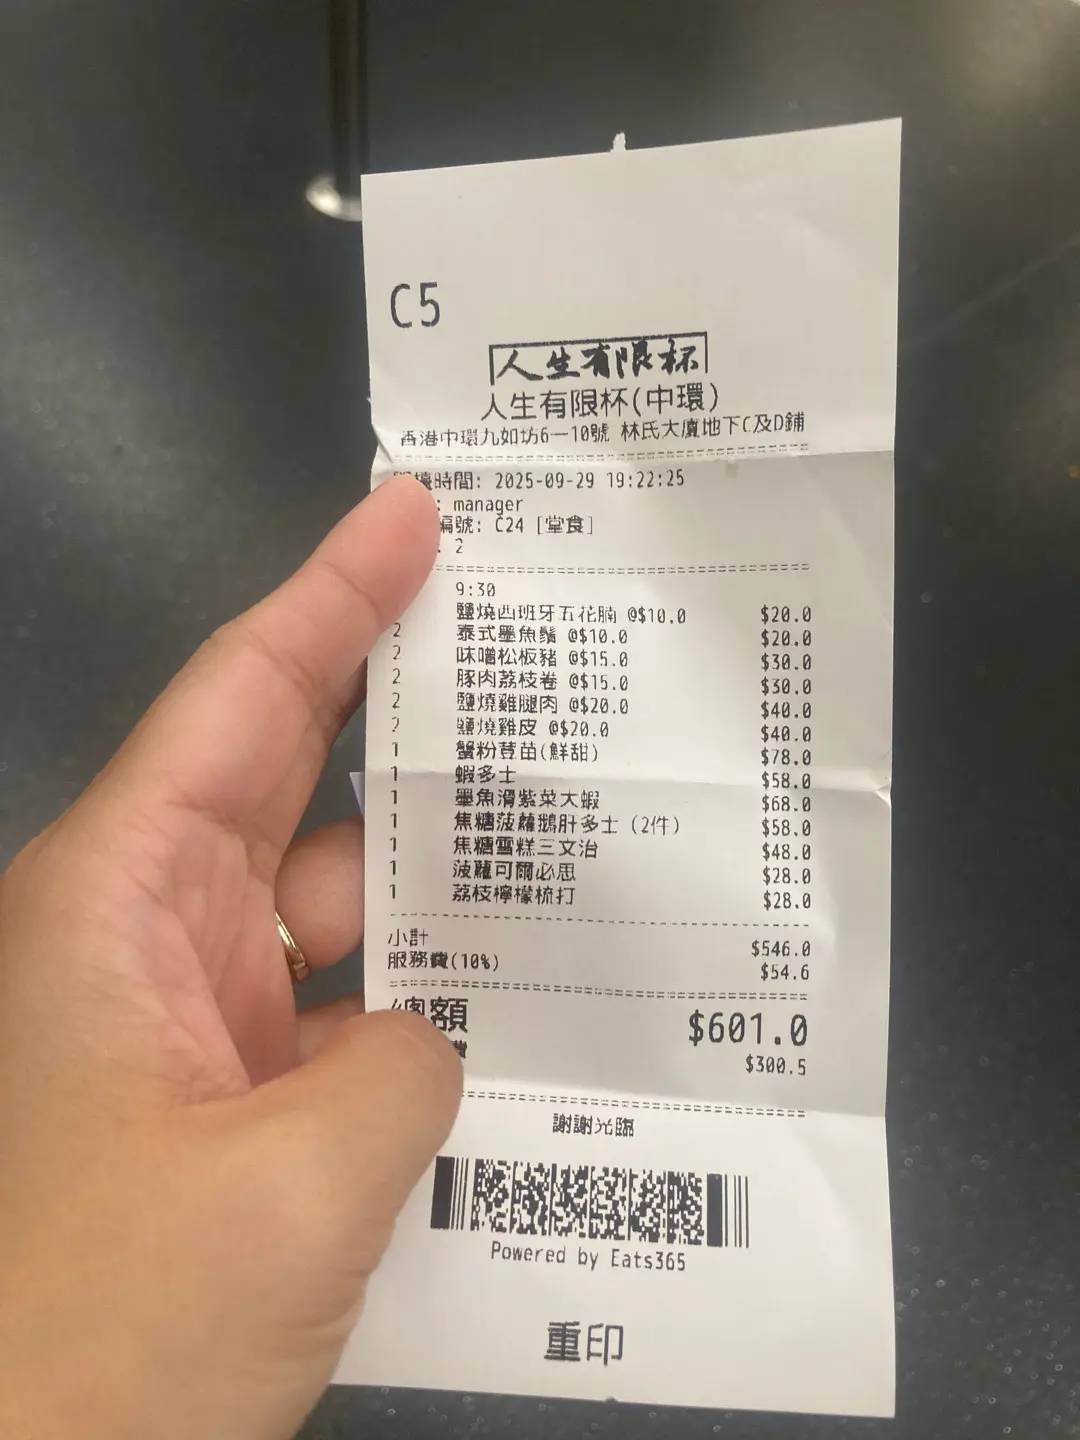 C5
人生有限杯
人生有限杯(中環)
香港中環九如坊6一10號 林氏大廈地下C及D鋪
檯時間: 2025-09-29 19:22:25
: manager
編號: C24 [堂食]
: 2
9:30
鹽燒西班牙五花腩 @$10.0 $20.0
2 泰式墨魚鬚 @$10.0 $20.0
2 味噌松板豬 @$15.0 $30.0
2 豚肉荔枝卷 @$15.0 $30.0
2 鹽燒雞腿肉 @$20.0 $40.0
2 鹽燒雞皮 @$20.0 $40.0
1 蟹粉荳苗(鮮甜) $78.0
1 蝦多士 $58.0
1 墨魚滑紫菜大蝦 $68.0
1 焦糖菠蘿鵝肝多士 (2件) $58.0
1 焦糖雪糕三文治 $48.0
1 菠蘿可爾必思 $28.0
1 荔枝檸檬梳打 $28.0
小計 $546.0
服務費(10%) $54.6
總額 $601.0
費 $300.5
謝謝光臨
Powered by Eats365
重印